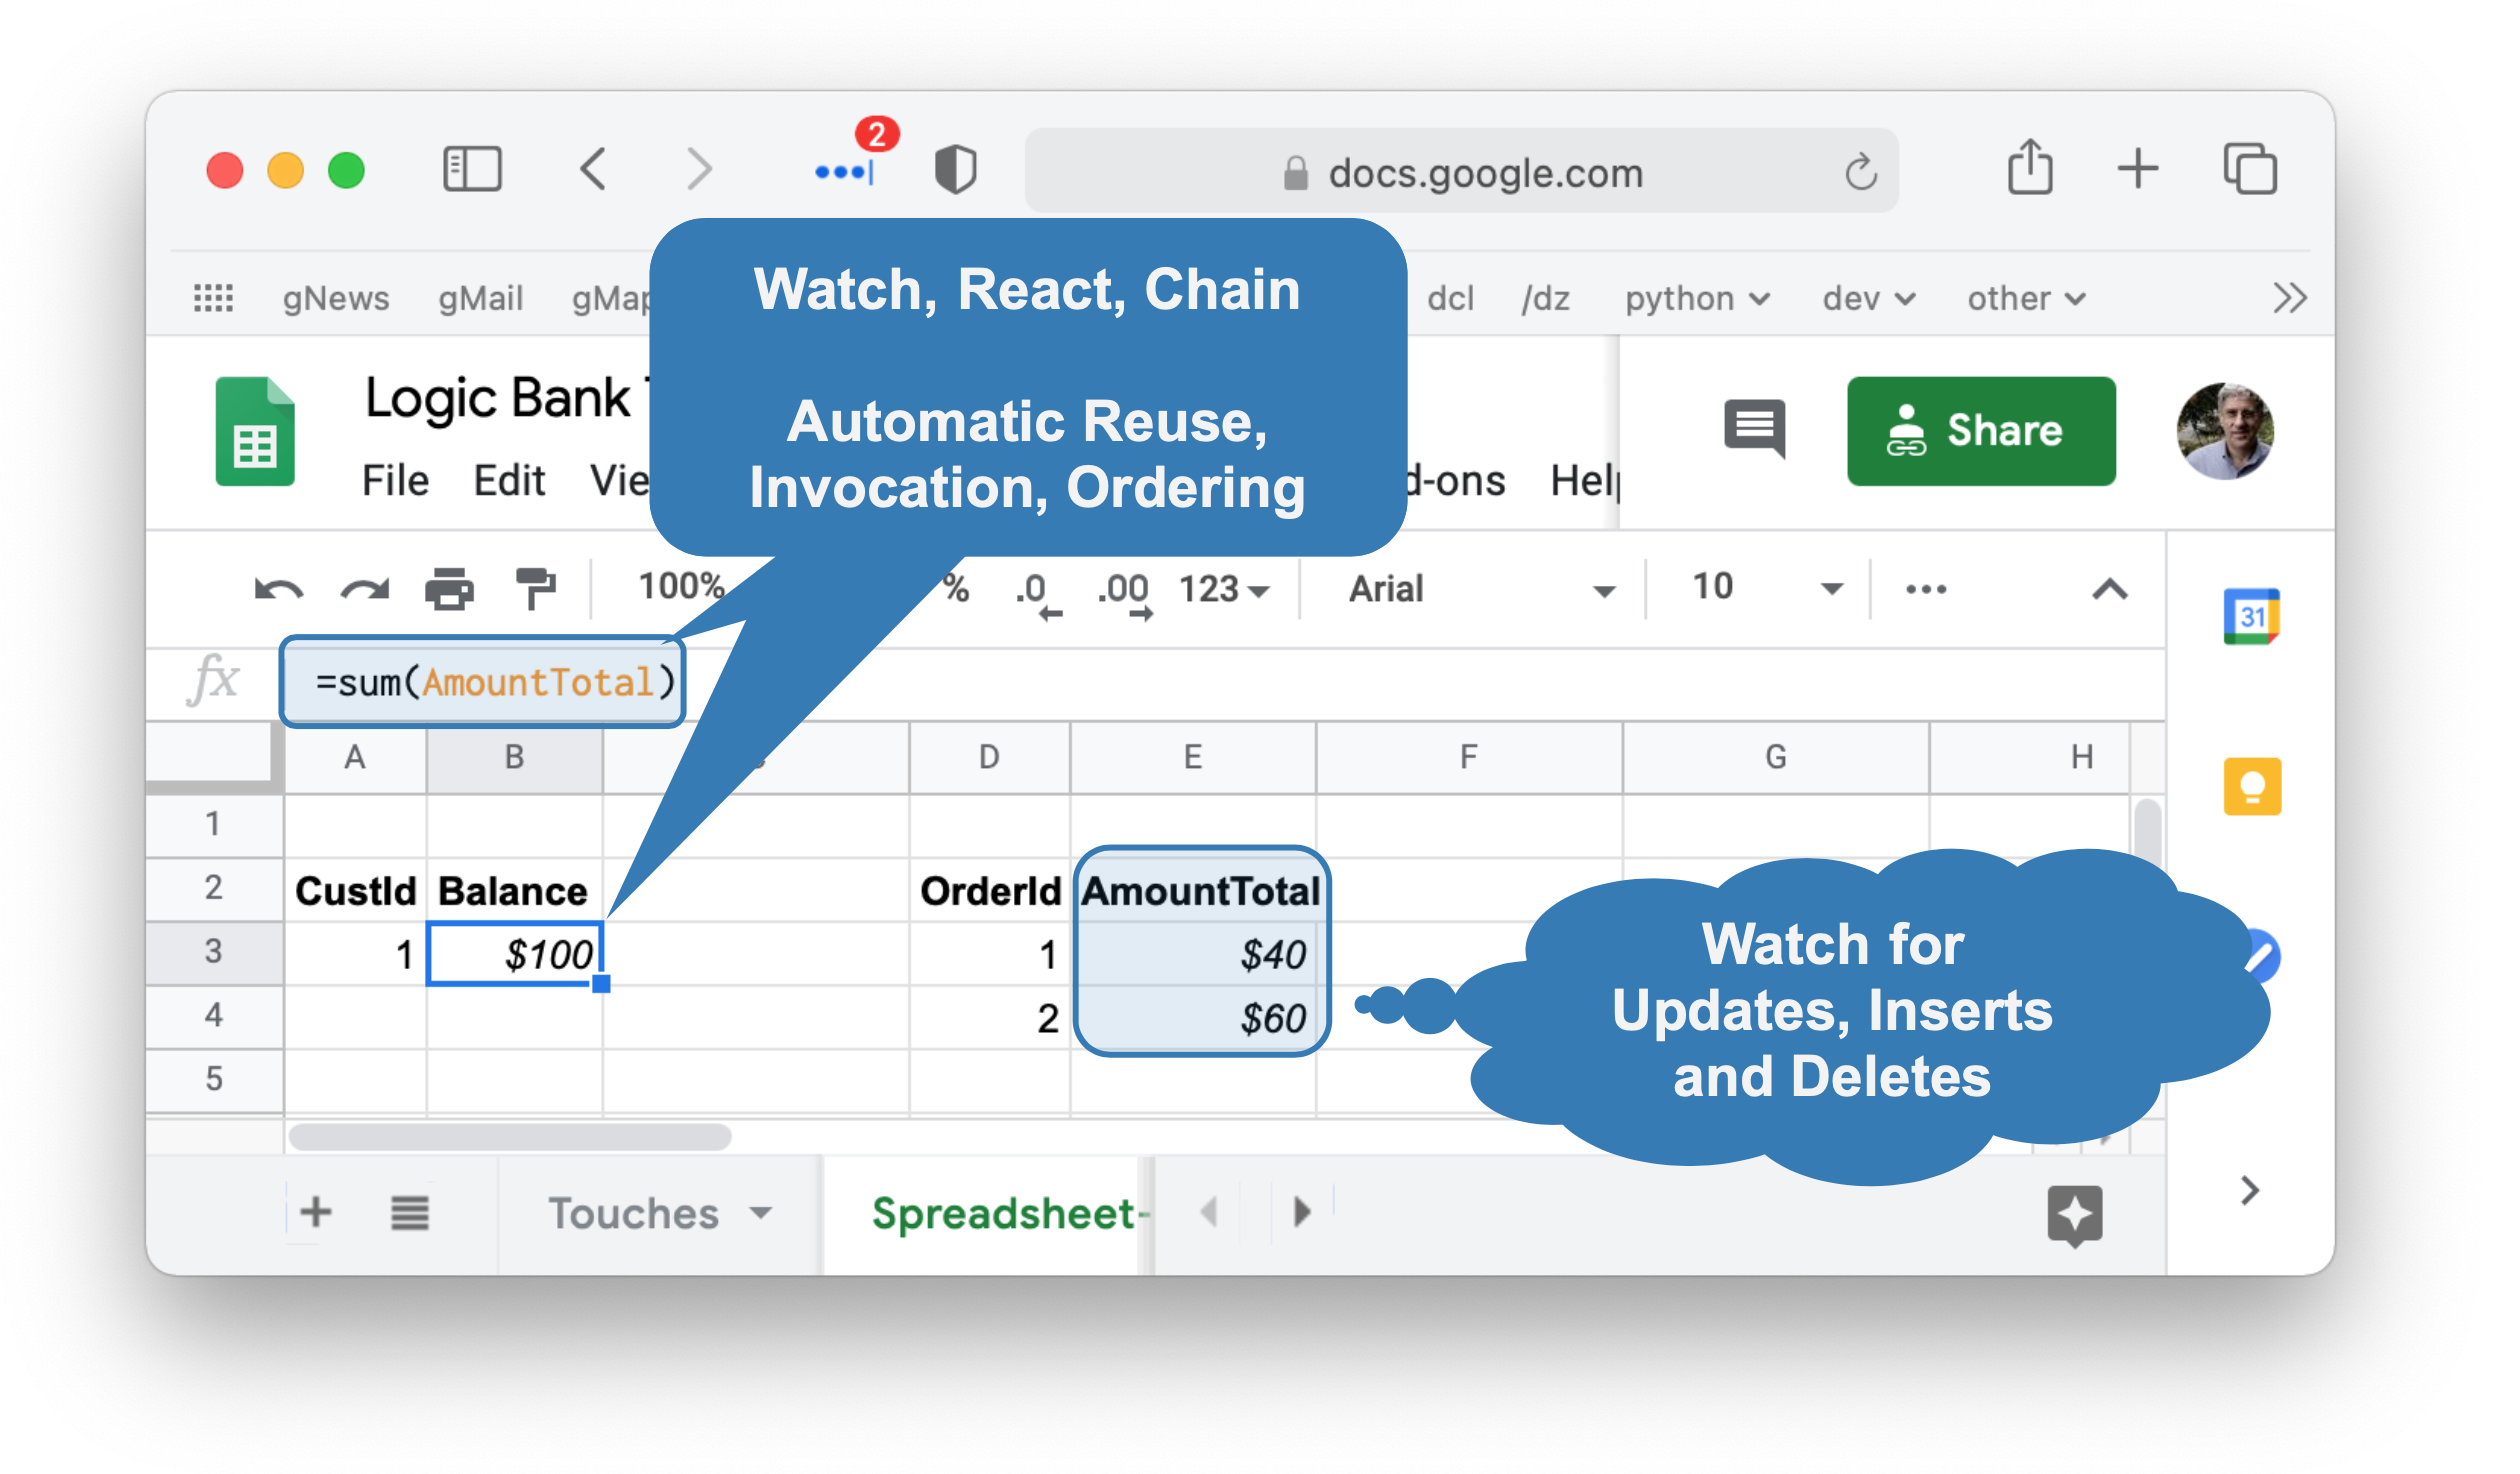 2
docs.google.com
gNews gMail gMap dcl /dz python dev other
Watch, React, Chain
Automatic Reuse,
Invocation, Ordering
Logic Bank
Share
File Edit Vie d-ons Hel
100% % .0 .00 123 Arial 10
31
fx =sum(AmountTotal)
A B D E F G H
1
2 CustId Balance OrderId AmountTotal
3 1 $100 1 $40
4 2 $60
5
Watch for
Updates, Inserts
and Deletes
Touches Spreadsheet-